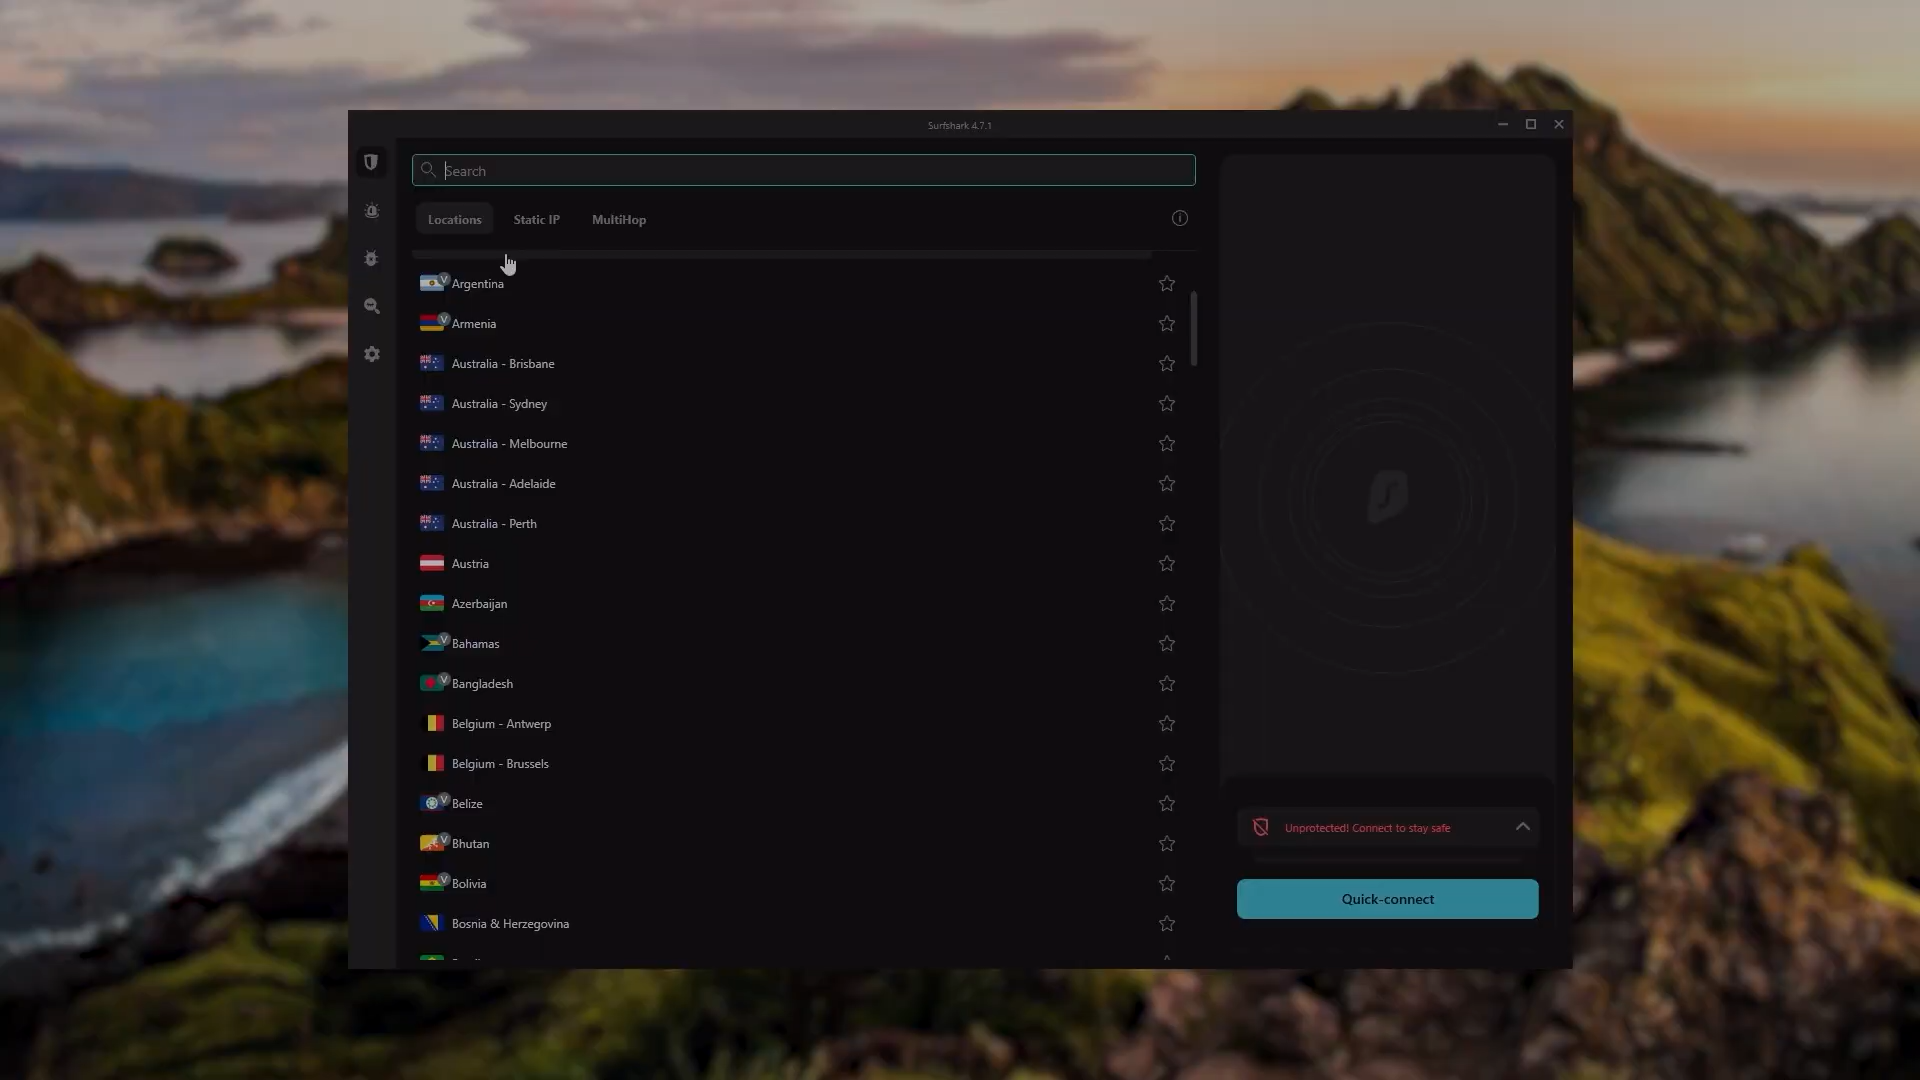 Surfshark 4.7.1
Search
Locations
Static IP
MultiHop
V Argentina
V Armenia
Australia - Brisbane
Australia - Sydney
Australia - Melbourne
Australia - Adelaide
Australia - Perth
Austria
Azerbaijan
V Bahamas
V Bangladesh
Belgium - Antwerp
Belgium - Brussels
V Belize
V Bhutan
V Bolivia
Bosnia & Herzegovina
Unprotected! Connect to stay safe
Quick-connect